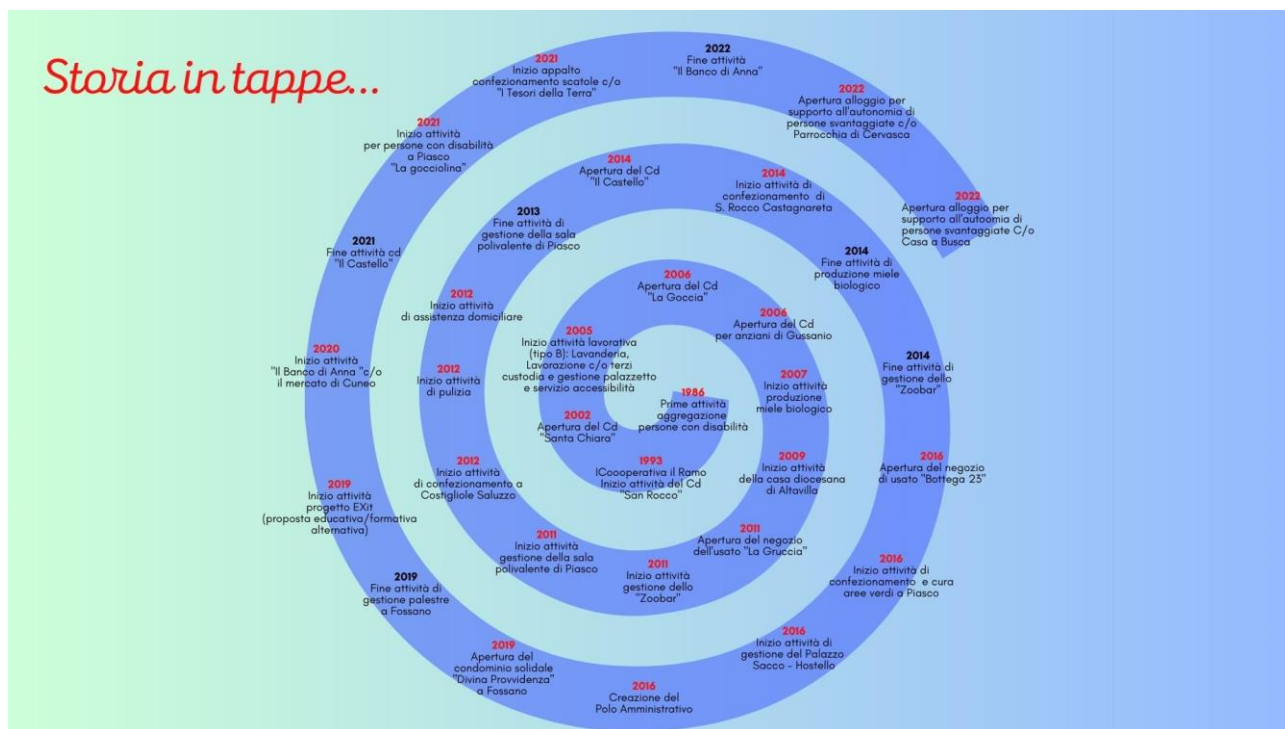 Storia in tappe...
1986
Prime attività
aggregazione
persone con disabilità
1993
ICoooperativa il Ramo
Inizio attività del Cd
"San Rocco"
2002
Apertura del Cd
"Santa Chiara"
2005
Inizio attività lavorativa
(tipo B): Lavanderia,
Lavorazione c/o terzi
custodia e gestione palazzetto
e servizio accessibilità
2006
Apertura del Cd
"La Goccia"
2006
Apertura del Cd
per anziani di Gussanio
2007
Inizio attività
produzione
miele biologico
2009
Inizio attività
della casa diocesana
di Altavilla
2011
Apertura del negozio
dell'usato "La Gruccia"
2011
Inizio attività
gestione dello
"Zoobar"
2011
Inizio attività
gestione della sala
polivalente di Piasco
2012
Inizio attività
di confezionamento a
Costigliole Saluzzo
2012
Inizio attività
di pulizia
2012
Inizio attività
di assistenza domiciliare
2013
Fine attività di
gestione della sala
polivalente di Piasco
2014
Apertura del Cd
"Il Castello"
2014
Inizio attività di
confezionamento di
S. Rocco Castagnareta
2014
Fine attività di
produzione miele
biologico
2014
Fine attività di
gestione dello
"Zoobar"
2016
Apertura del negozio
di usato "Bottega 23"
2016
Inizio attività di
confezionamento e cura
aree verdi a Piasco
2016
Inizio attività di
gestione del Palazzo
Sacco - Hostello
2016
Creazione del
Polo Amministrativo
2019
Apertura del
condominio solidale
"Divina Provvidenza"
a Fossano
2019
Fine attività di
gestione palestre
a Fossano
2019
Inizio attività
progetto EXit
(proposta educativa/formativa
alternativa)
2020
Inizio attività
"Il Banco di Anna "c/o
il mercato di Cuneo
2021
Fine attività cd
"Il Castello"
2021
Inizio attività
per persone con disabilità
a Piasco
"La gocciolina"
2021
Inizio appalto
confezionamento scatole c/o
"I Tesori della Terra"
2022
Fine attività
"Il Banco di Anna"
2022
Apertura alloggio per
supporto all'autonomia di
persone svantaggiate c/o
Parrocchia di Cervasca
2022
Apertura alloggio per
supporto all'autoomia di
persone svantaggiate C/o
Casa a Busca